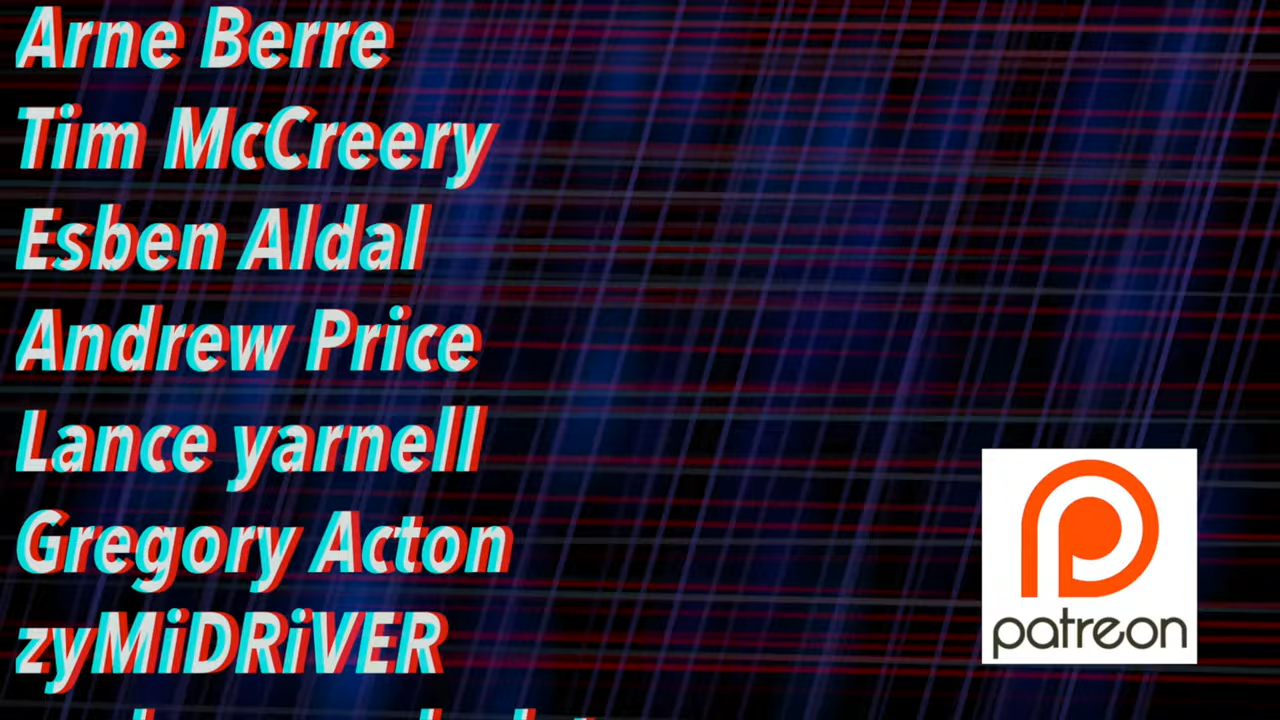 Arne Berre
Tim McCreery
Esben Aldal
Andrew Price
Lance yarnell
Gregory Acton
zyMiDRiVER
patreon